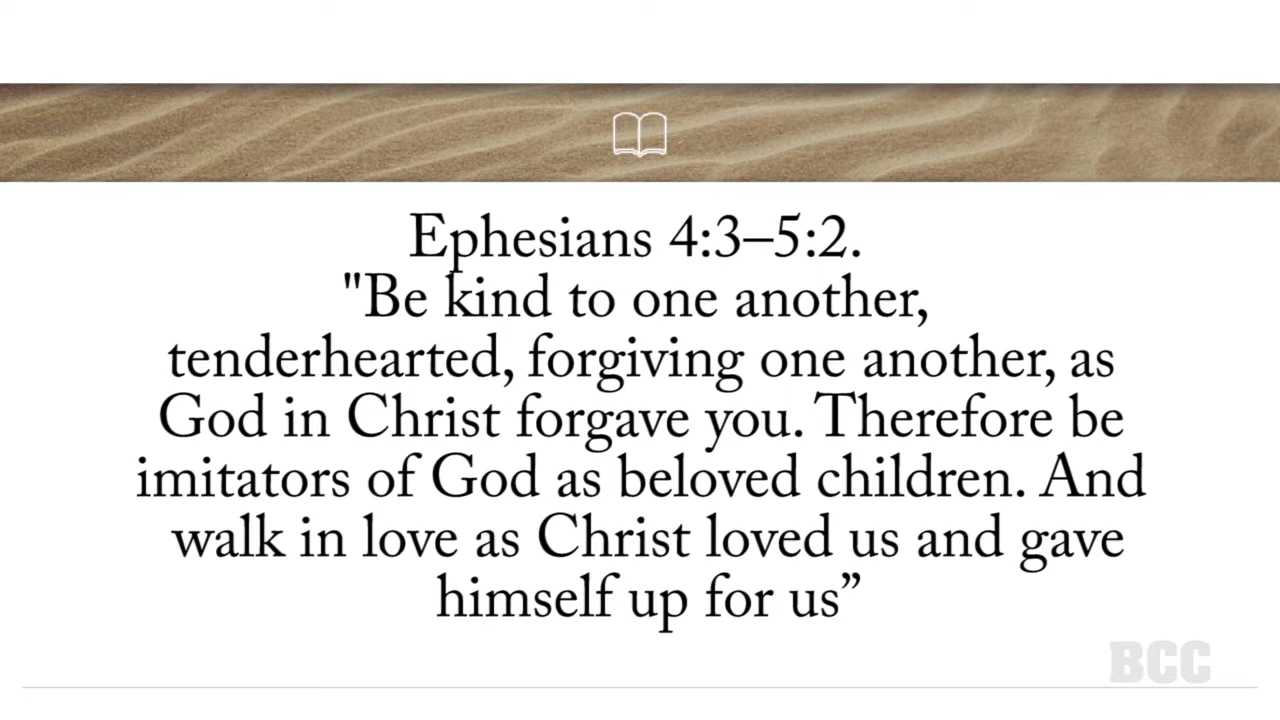 Ephesians 4:3–5:2.
"Be kind to one another,
tenderhearted, forgiving one another, as
God in Christ forgave you. Therefore be
imitators of God as beloved children. And
walk in love as Christ loved us and gave
himself up for us”
BCC